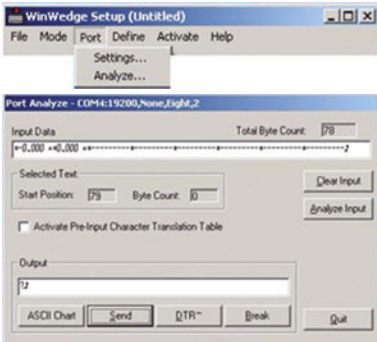 WinWedge Setup (Untitled)
File Mode Port Define Activate Help
Settings...
Analyze...
Port Analyze - COM4:19200,None,Eight,2
Input Data Total Byte Count: 78
Selected Text:
Start Position: 79 Byte Count: 0
Clear Input
Analyze Input
Activate Pre-Input Character Translation Table
Output
ASCII Chart Send DTR~ Break Quit